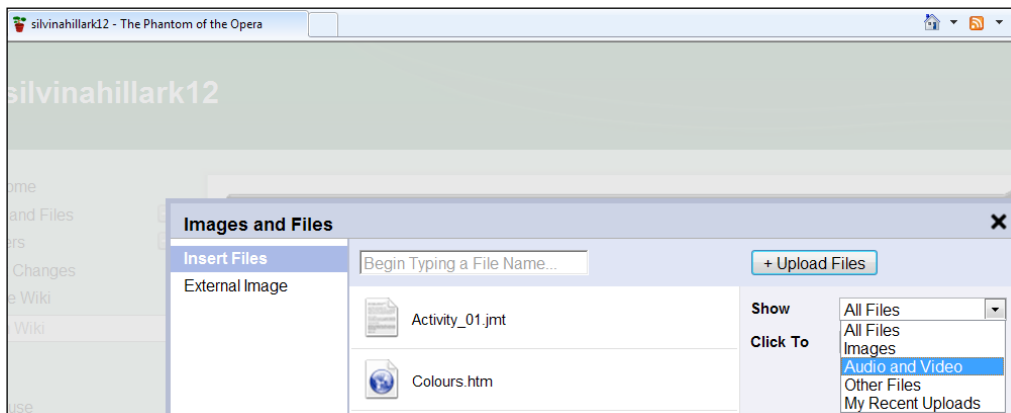 silvinahillark12 - The Phantom of the Opera
silvinahillark12
ome
and Files
ers
Changes
e Wiki
Wiki
use
Images and Files
Insert Files
External Image
Begin Typing a File Name...
+ Upload Files
Activity_01.jmt
Colours.htm
Show
All Files
Click To
All Files
Images
Audio and Video
Other Files
My Recent Uploads